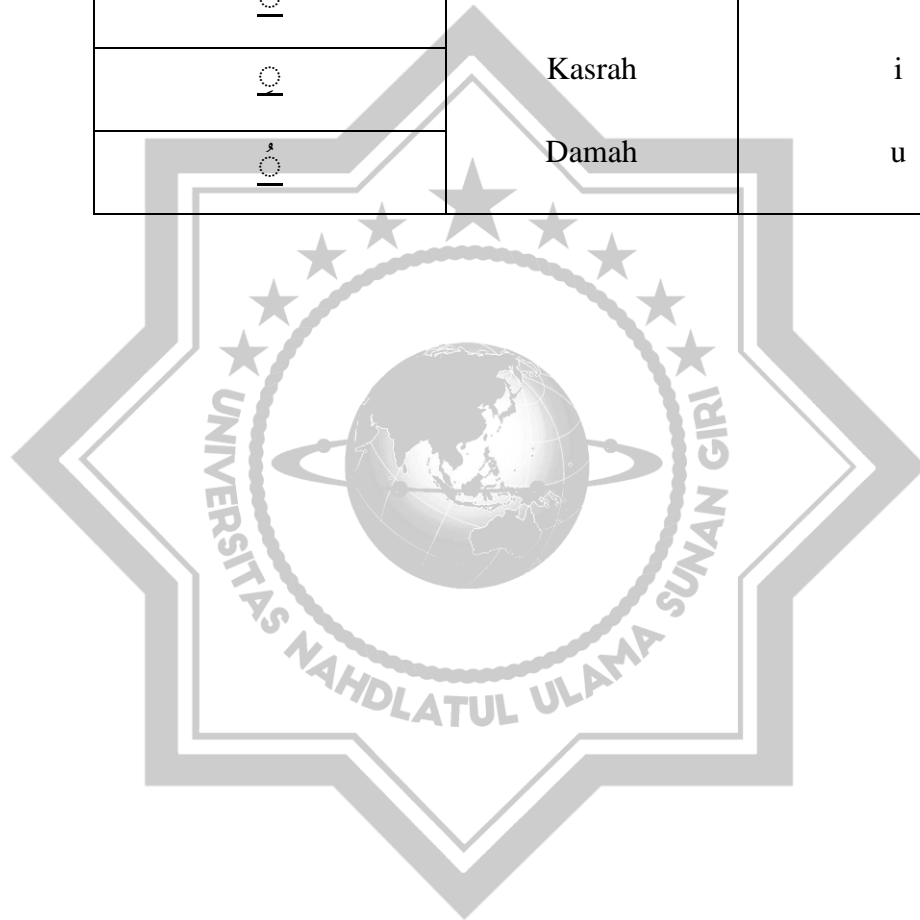 ◌
◌ِ Kasrah i
◌ُ Damah u
UNIVERSITAS NAHDLATUL ULAMA SUNAN GIRI